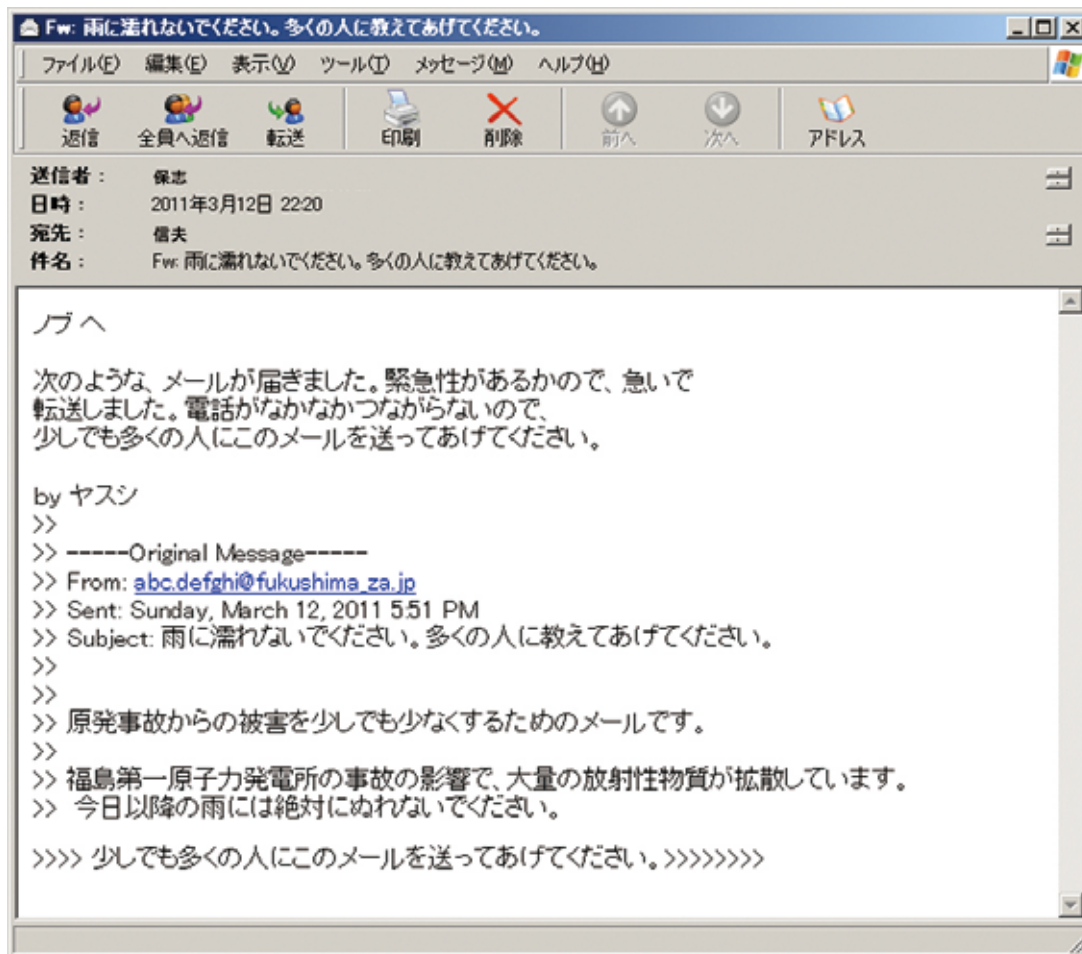 Fw: 雨に濡れないでください。多くの人に教えてあげてください。
ファイル(F) 編集(E) 表示(V) ツール(T) メッセージ(M) ヘルプ(H)
返信 全員へ返信 転送 印刷 削除 前へ 次へ アドレス
送信者： 保志
日時： 2011年3月12日 22:20
宛先： 信夫
件名： Fw: 雨に濡れないでください。多くの人に教えてあげてください。
ノブ へ
次のような、メールが届きました。緊急性があるかので、急いで
転送しました。電話がなかなかつながらないので、
少しでも多くの人にこのメールを送ってあげてください。
by ヤスシ
>>
>> -----Original Message-----
>> From: abc.defghi@fukushima_za.jp
>> Sent: Sunday, March 12, 2011 5:51 PM
>> Subject: 雨に濡れないでください。多くの人に教えてあげてください。
>>
>>
>> 原発事故からの被害を少しでも少なくするためのメールです。
>>
>> 福島第一原子力発電所の事故の影響で、大量の放射性物質が拡散しています。
>> 今日以降の雨には絶対にぬれないでください。
>>>> 少しでも多くの人にこのメールを送ってあげてください。>>>>>>>>